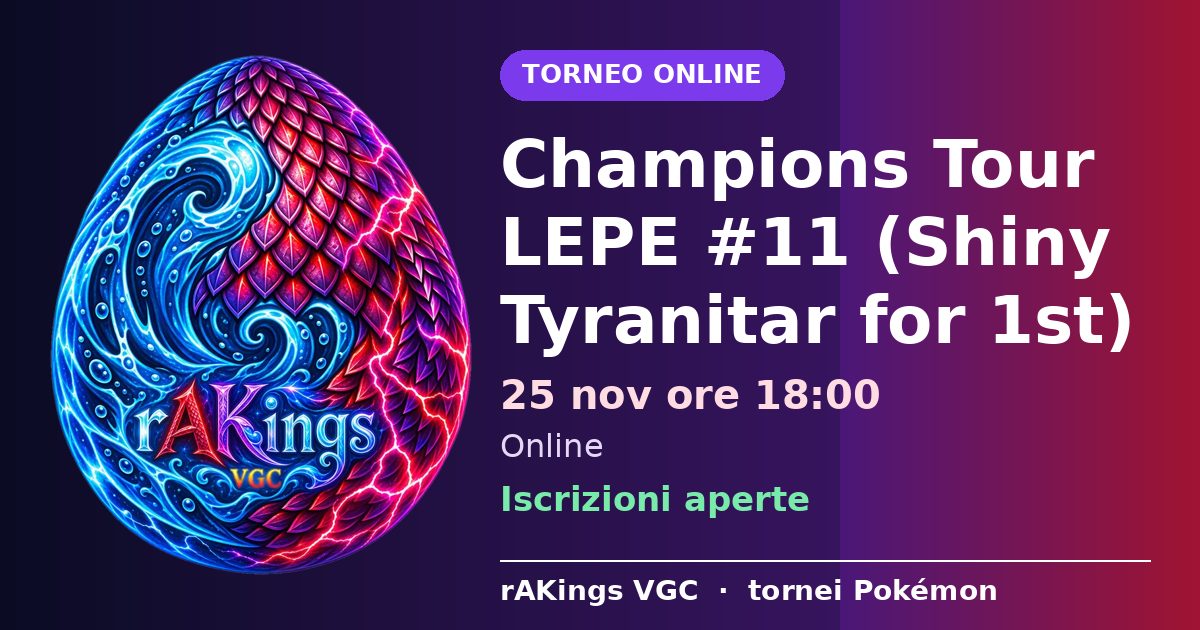 TORNEO ONLINE
Champions Tour
LEPE #11 (Shiny
Tyranitar for 1st)
25 nov ore 18:00
Online
Iscrizioni aperte
rAKings VGC · tornei Pokémon
rAKings
VGC